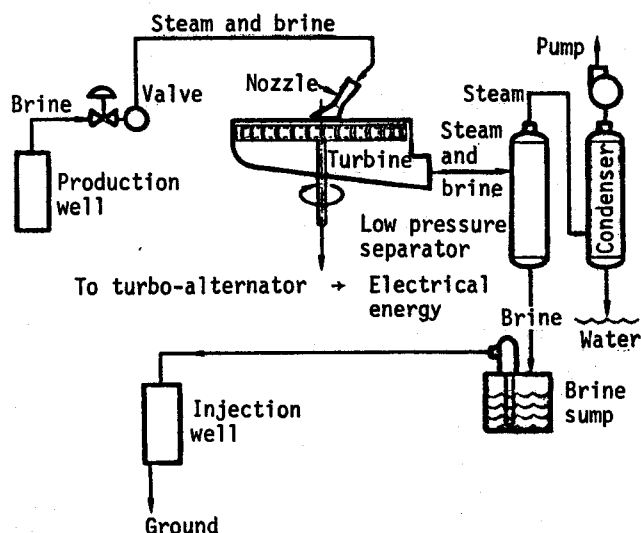 Steam and brine
Pump
Nozzle
Steam
Brine
Valve
Steam
and
brine
Turbine
Production
well
Condenser
Low pressure
separator
To turbo-alternator → Electrical
energy
Brine
Water
Injection
well
Brine
sump
Ground